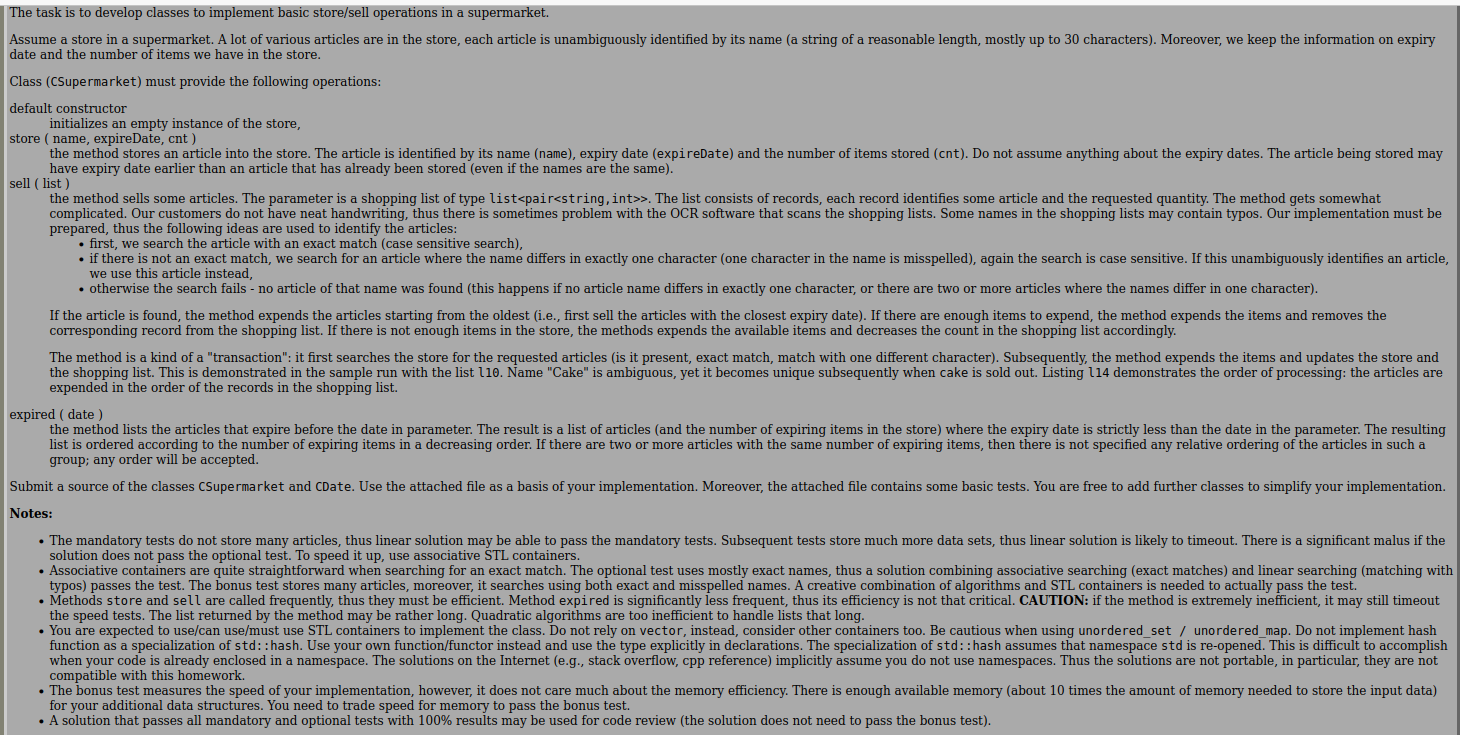 The task is to develop classes to implement basic store/sell operations in a supermarket.
Assume a store in a supermarket. A lot of various articles are in the store, each article is unambiguously identified by its name (a string of a reasonable length, mostly up to 30 characters). Moreover, we keep the information on expiry
date and the number of items we have in the store.
Class (CSupermarket) must provide the following operations:
default constructor
initializes an empty instance of the store,
store ( name, expireDate, cnt )
the method stores an article into the store. The article is identified by its name (name), expiry date (expireDate) and the number of items stored (cnt). Do not assume anything about the expiry dates. The article being stored may
have expiry date earlier than an article that has already been stored (even if the names are the same).
sell ( list )
the method sells some articles. The parameter is a shopping list of type list<pair<string,int>>. The list consists of records, each record identifies some article and the requested quantity. The method gets somewhat
complicated. Our customers do not have neat handwriting, thus there is sometimes problem with the OCR software that scans the shopping lists. Some names in the shopping lists may contain typos. Our implementation must be
prepared, thus the following ideas are used to identify the articles:
• first, we search the article with an exact match (case sensitive search),
• if there is not an exact match, we search for an article where the name differs in exactly one character (one character in the name is misspelled), again the search is case sensitive. If this unambiguously identifies an article,
we use this article instead,
• otherwise the search fails - no article of that name was found (this happens if no article name differs in exactly one character, or there are two or more articles where the names differ in one character).
If the article is found, the method expends the articles starting from the oldest (i.e., first sell the articles with the closest expiry date). If there are enough items to expend, the method expends the items and removes the
corresponding record from the shopping list. If there is not enough items in the store, the methods expends the available items and decreases the count in the shopping list accordingly.
The method is a kind of a "transaction": it first searches the store for the requested articles (is it present, exact match, match with one different character). Subsequently, the method expends the items and updates the store and
the shopping list. This is demonstrated in the sample run with the list l10. Name "Cake" is ambiguous, yet it becomes unique subsequently when cake is sold out. Listing l14 demonstrates the order of processing: the articles are
expended in the order of the records in the shopping list.
expired ( date )
the method lists the articles that expire before the date in parameter. The result is a list of articles (and the number of expiring items in the store) where the expiry date is strictly less than the date in the parameter. The resulting
list is ordered according to the number of expiring items in a decreasing order. If there are two or more articles with the same number of expiring items, then there is not specified any relative ordering of the articles in such a
group; any order will be accepted.
Submit a source of the classes CSupermarket and CDate. Use the attached file as a basis of your implementation. Moreover, the attached file contains some basic tests. You are free to add further classes to simplify your implementation.
Notes:
• The mandatory tests do not store many articles, thus linear solution may be able to pass the mandatory tests. Subsequent tests store much more data sets, thus linear solution is likely to timeout. There is a significant malus if the
solution does not pass the optional test. To speed it up, use associative STL containers.
• Associative containers are quite straightforward when searching for an exact match. The optional test uses mostly exact names, thus a solution combining associative searching (exact matches) and linear searching (matching with
typos) passes the test. The bonus test stores many articles, moreover, it searches using both exact and misspelled names. A creative combination of algorithms and STL containers is needed to actually pass the test.
• Methods store and sell are called frequently, thus they must be efficient. Method expired is significantly less frequent, thus its efficiency is not that critical. CAUTION: if the method is extremely inefficient, it may still timeout
the speed tests. The list returned by the method may be rather long. Quadratic algorithms are too inefficient to handle lists that long.
• You are expected to use/can use/must use STL containers to implement the class. Do not rely on vector, instead, consider other containers too. Be cautious when using unordered_set / unordered_map. Do not implement hash
function as a specialization of std::hash. Use your own function/functor instead and use the type explicitly in declarations. The specialization of std::hash assumes that namespace std is re-opened. This is difficult to accomplish
when your code is already enclosed in a namespace. The solutions on the Internet (e.g., stack overflow, cpp reference) implicitly assume you do not use namespaces. Thus the solutions are not portable, in particular, they are not
compatible with this homework.
• The bonus test measures the speed of your implementation, however, it does not care much about the memory efficiency. There is enough available memory (about 10 times the amount of memory needed to store the input data)
for your additional data structures. You need to trade speed for memory to pass the bonus test.
• A solution that passes all mandatory and optional tests with 100% results may be used for code review (the solution does not need to pass the bonus test).